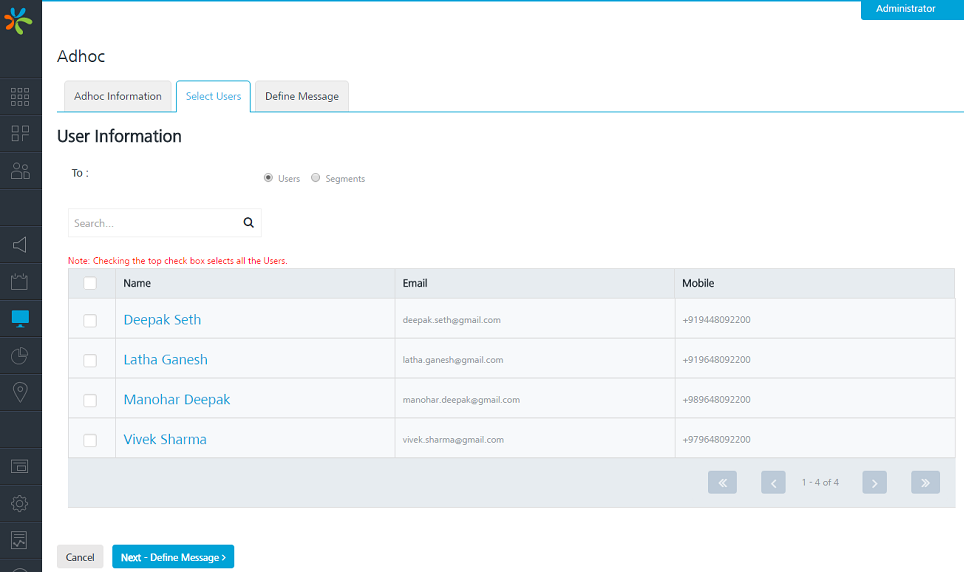 Administrator
Adhoc
Adhoc Information Select Users Define Message
User Information
To : Users Segments
Search...
Note: Checking the top check box selects all the Users.
Name Email Mobile
Deepak Seth deepak.seth@gmail.com +919448092200
Latha Ganesh latha.ganesh@gmail.com +919648092200
Manohar Deepak manohar.deepak@gmail.com +989648092200
Vivek Sharma vivek.sharma@gmail.com +979648092200
« ‹ 1 - 4 of 4 › »
Cancel Next - Define Message >